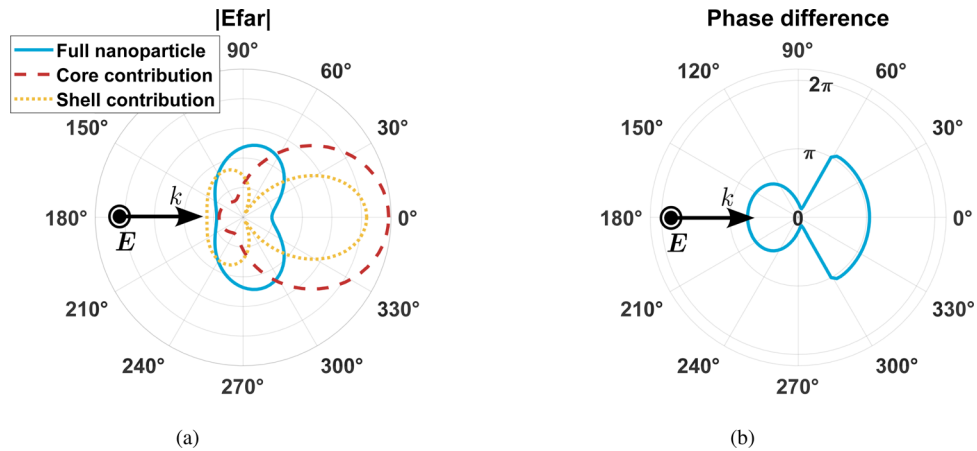 |Efar|
Full nanoparticle
Core contribution
Shell contribution
90°
60°
30°
0°
330°
300°
270°
240°
210°
180°
150°
k
E
(a)
Phase difference
90°
60°
30°
0°
330°
300°
270°
240°
210°
180°
150°
120°
2π
π
0
k
E
(b)